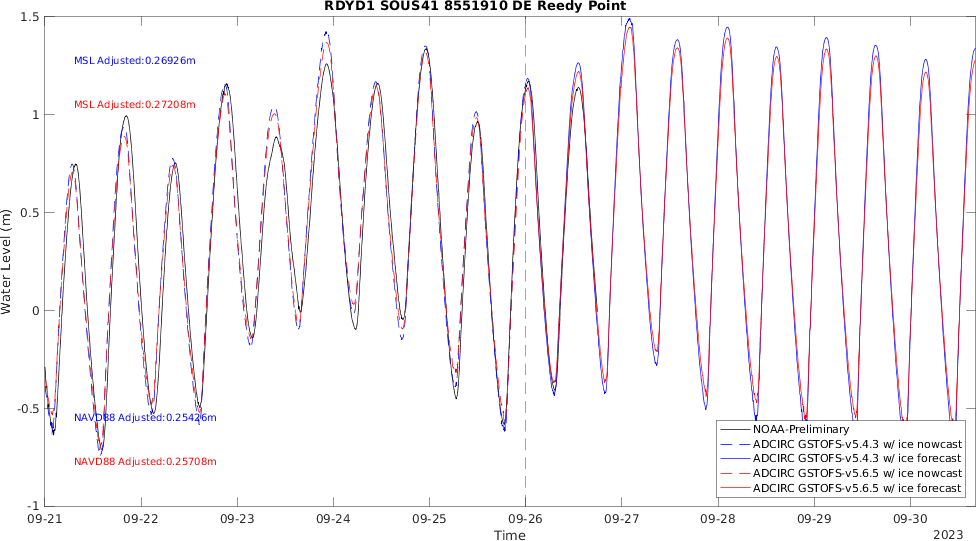 RDYD1 SOUS41 8551910 DE Reedy Point
1.5
1
0.5
0
-0.5
-1
Water Level (m)
MSL Adjusted:0.26926m
MSL Adjusted:0.27208m
NAVD88 Adjusted:0.25426m
NAVD88 Adjusted:0.25708m
NOAA-Preliminary
ADCIRC GSTOFS-v5.4.3 w/ ice nowcast
ADCIRC GSTOFS-v5.4.3 w/ ice forecast
ADCIRC GSTOFS-v5.6.5 w/ ice nowcast
ADCIRC GSTOFS-v5.6.5 w/ ice forecast
09-21 09-22 09-23 09-24 09-25 09-26 09-27 09-28 09-29 09-30
Time
2023